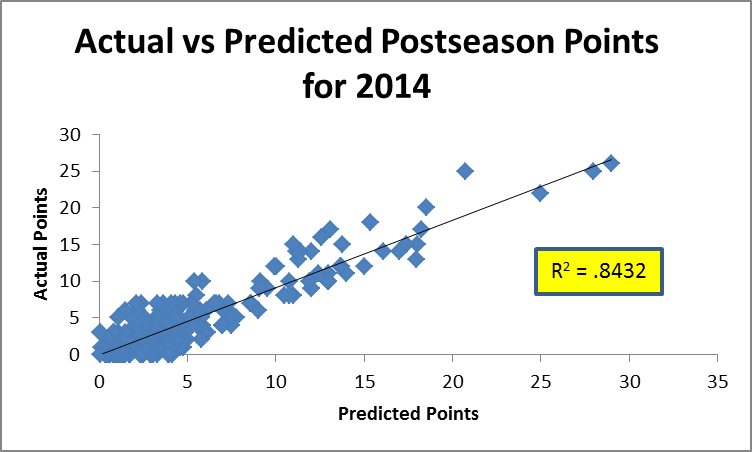 Actual vs Predicted Postseason Points
for 2014
30
25
20
15
10
5
0
Actual Points
R² = .8432
0 5 10 15 20 25 30 35
Predicted Points